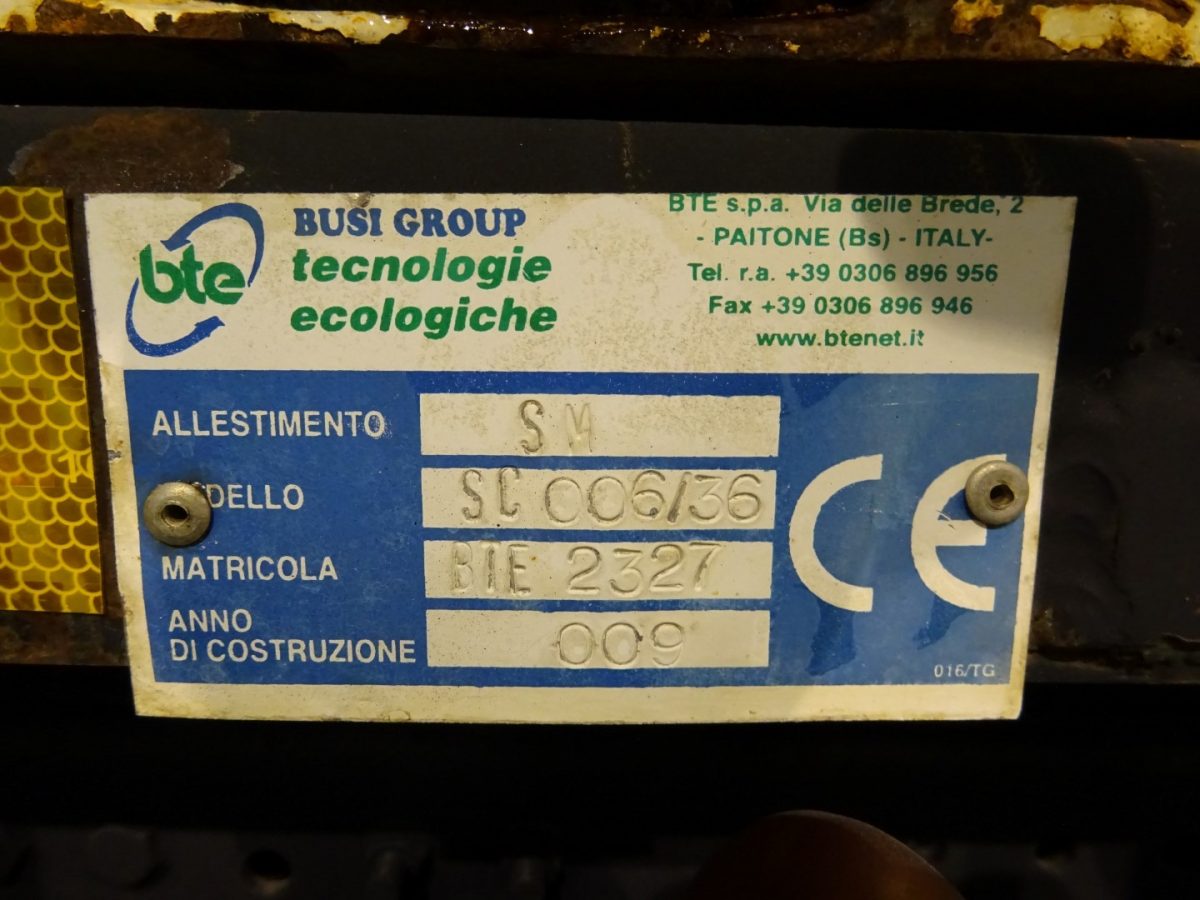 bte
BUSI GROUP
tecnologie
ecologiche
BTE s.p.a. Via delle Brede, 2
- PAITONE (Bs) - ITALY-
Tel. r.a. +39 0306 896 956
Fax +39 0306 896 946
www.btenet.it
ALLESTIMENTO SM
DELLO SC 006/36
MATRICOLA BTE 2327
ANNO
DI COSTRUZIONE 009
CE
016/TG